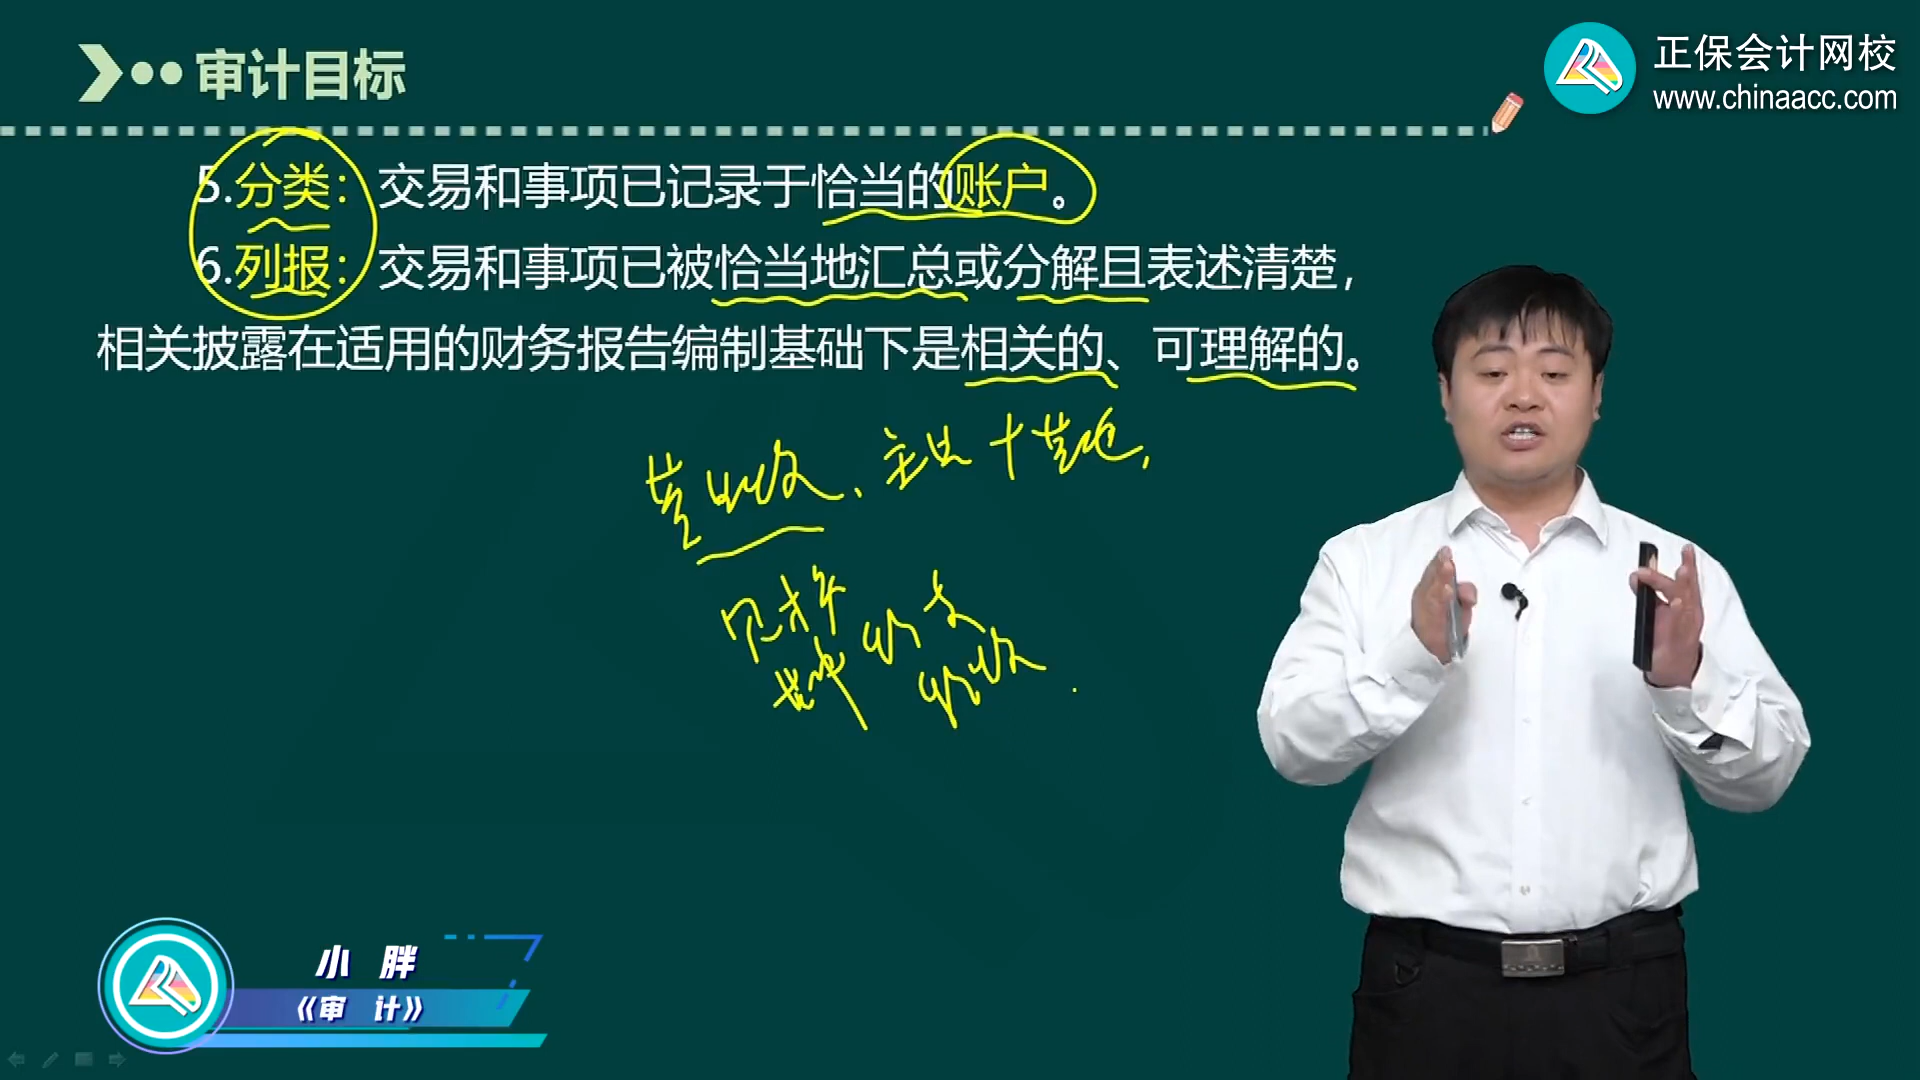 审计目标
正保会计网校
www.chinaacc.com
5.分类：交易和事项已记录于恰当的账户。
6.列报：交易和事项已被恰当地汇总或分解且表述清楚，
相关披露在适用的财务报告编制基础下是相关的、可理解的。
小 胖
《审 计》